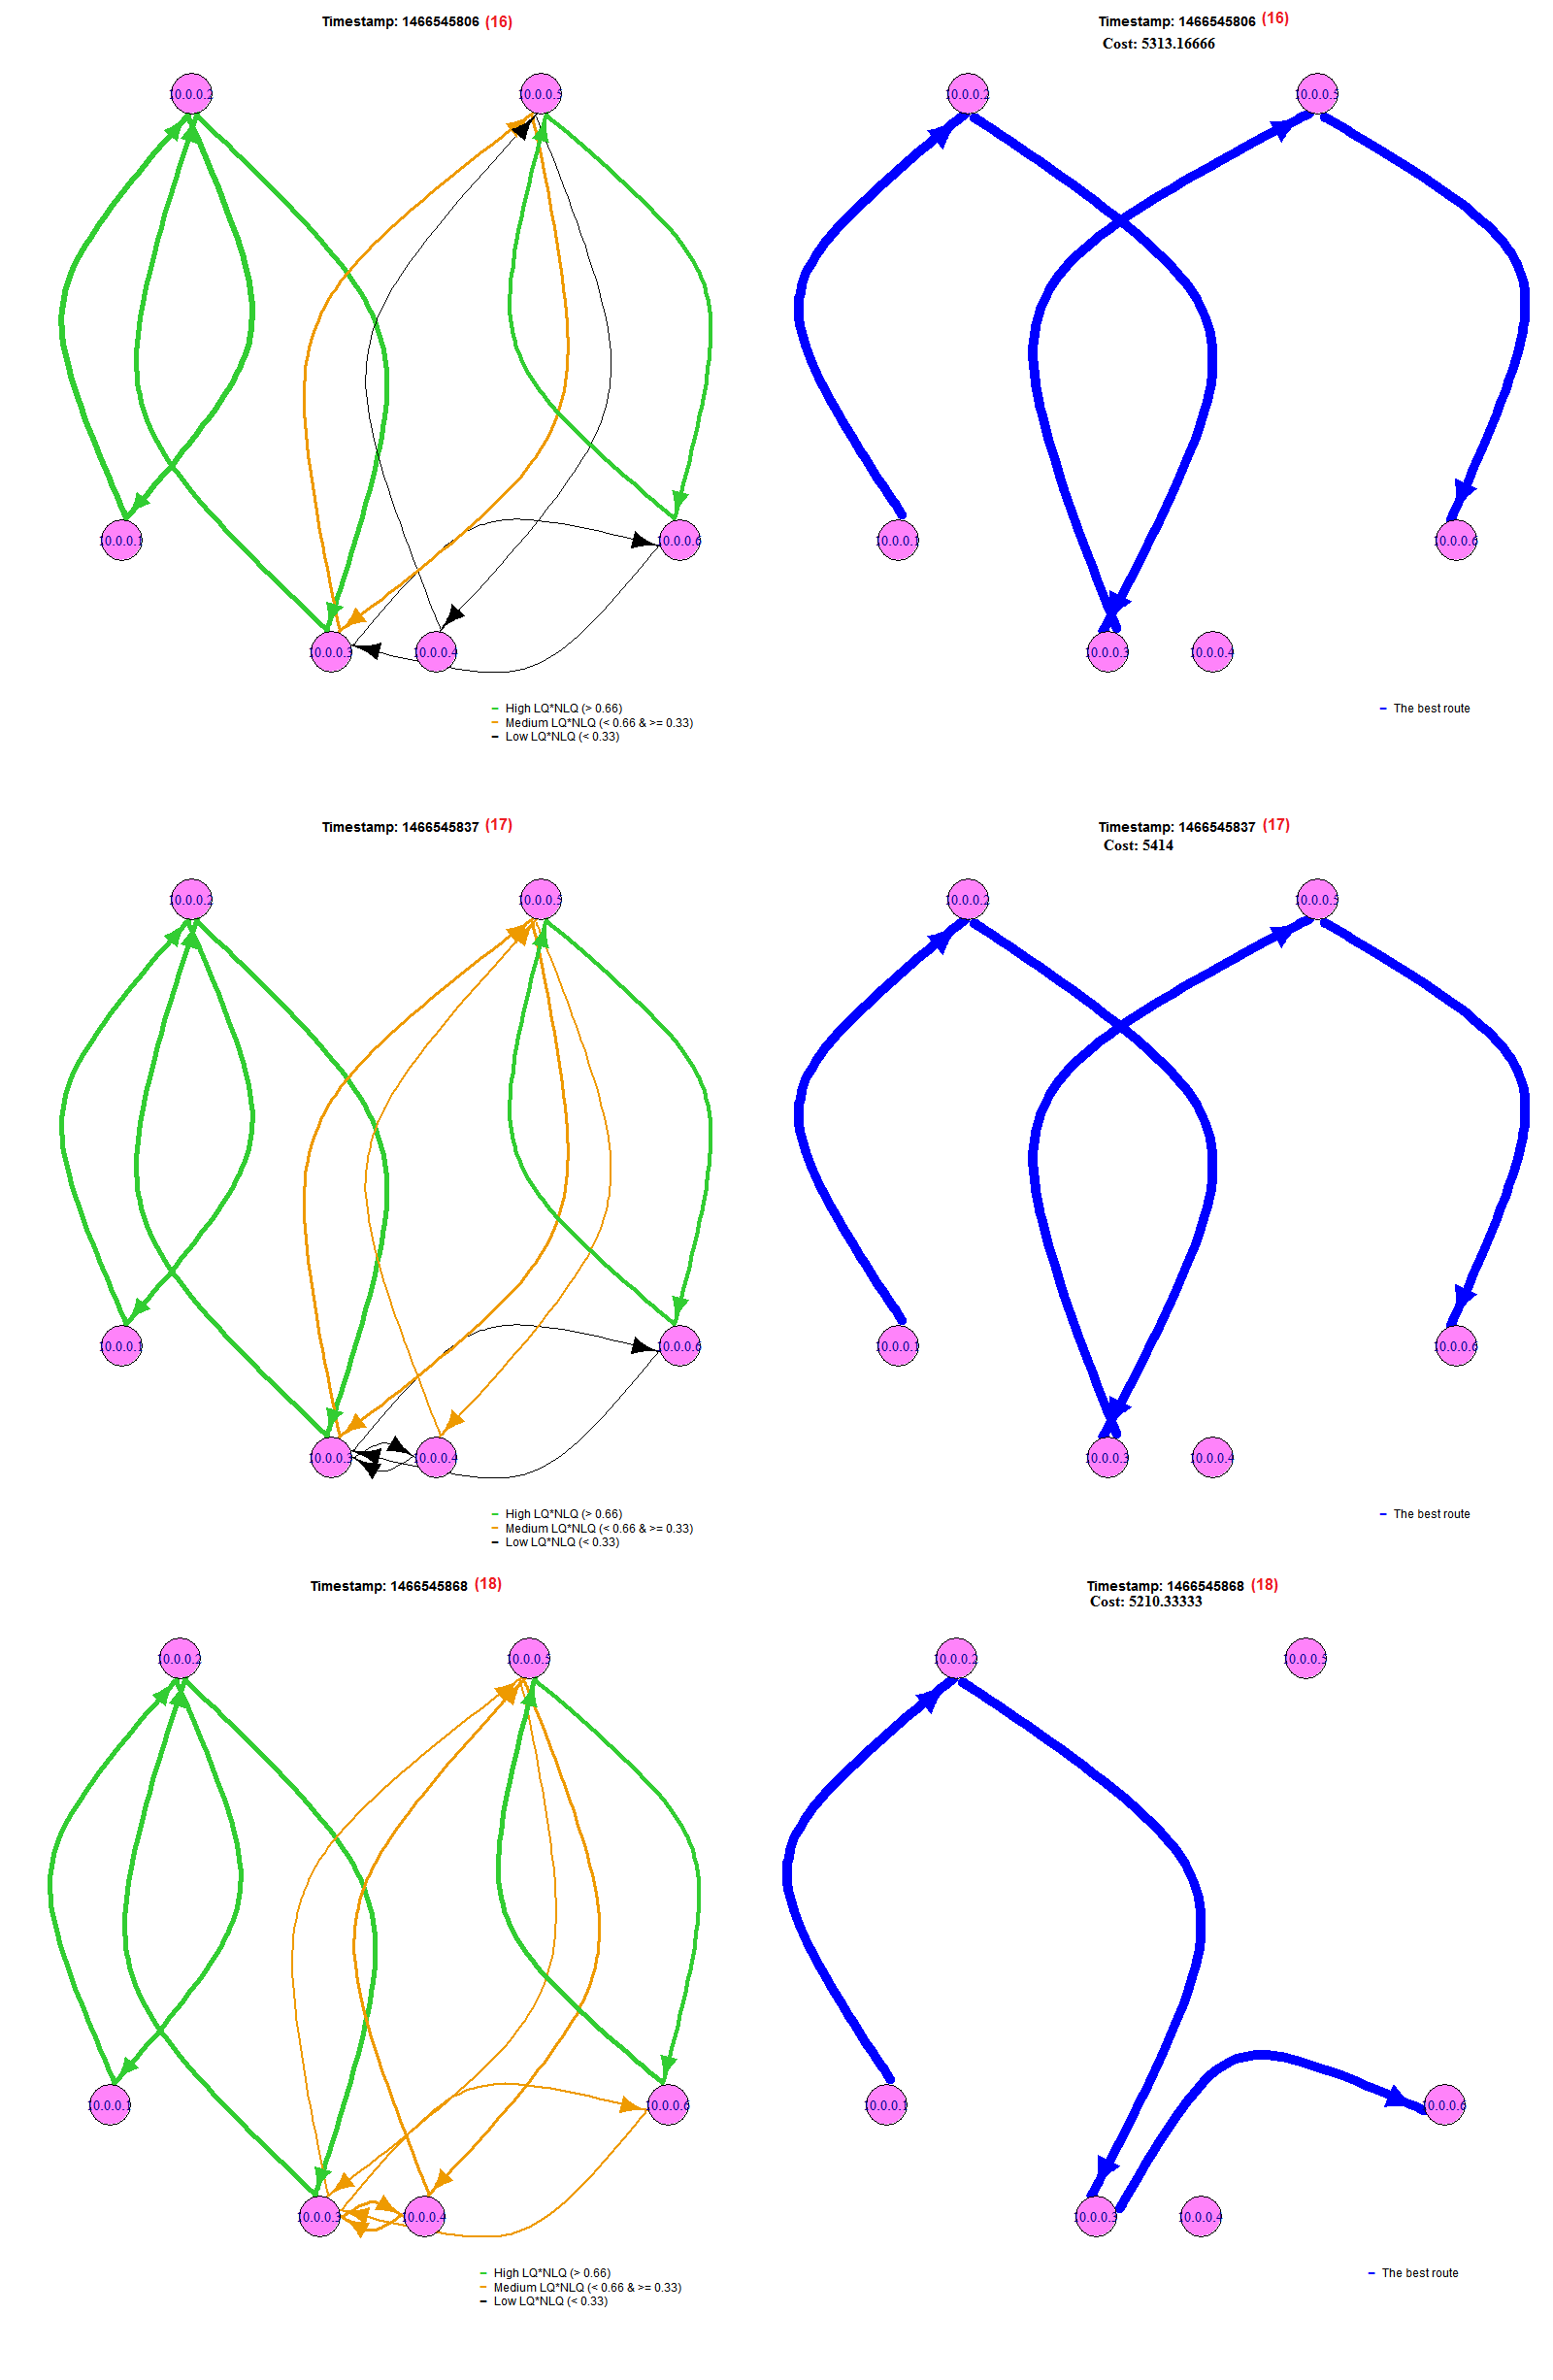 Timestamp: 1466545806 (16)
10.0.0.2
10.0.0.5
10.0.0.1
10.0.0.6
10.0.0.3
10.0.0.4
High LQ*NLQ (> 0.66)
Medium LQ*NLQ (< 0.66 & >= 0.33)
Low LQ*NLQ (< 0.33)
Timestamp: 1466545806 (16)
Cost: 5313.16666
10.0.0.2
10.0.0.5
10.0.0.1
10.0.0.6
10.0.0.3
10.0.0.4
The best route
Timestamp: 1466545837 (17)
10.0.0.2
10.0.0.5
10.0.0.1
10.0.0.6
10.0.0.3
10.0.0.4
High LQ*NLQ (> 0.66)
Medium LQ*NLQ (< 0.66 & >= 0.33)
Low LQ*NLQ (< 0.33)
Timestamp: 1466545837 (17)
Cost: 5414
10.0.0.2
10.0.0.5
10.0.0.1
10.0.0.6
10.0.0.3
10.0.0.4
The best route
Timestamp: 1466545868 (18)
10.0.0.2
10.0.0.5
10.0.0.1
10.0.0.6
10.0.0.3
10.0.0.4
High LQ*NLQ (> 0.66)
Medium LQ*NLQ (< 0.66 & >= 0.33)
Low LQ*NLQ (< 0.33)
Timestamp: 1466545868 (18)
Cost: 5210.33333
10.0.0.2
10.0.0.5
10.0.0.1
10.0.0.6
10.0.0.3
10.0.0.4
The best route